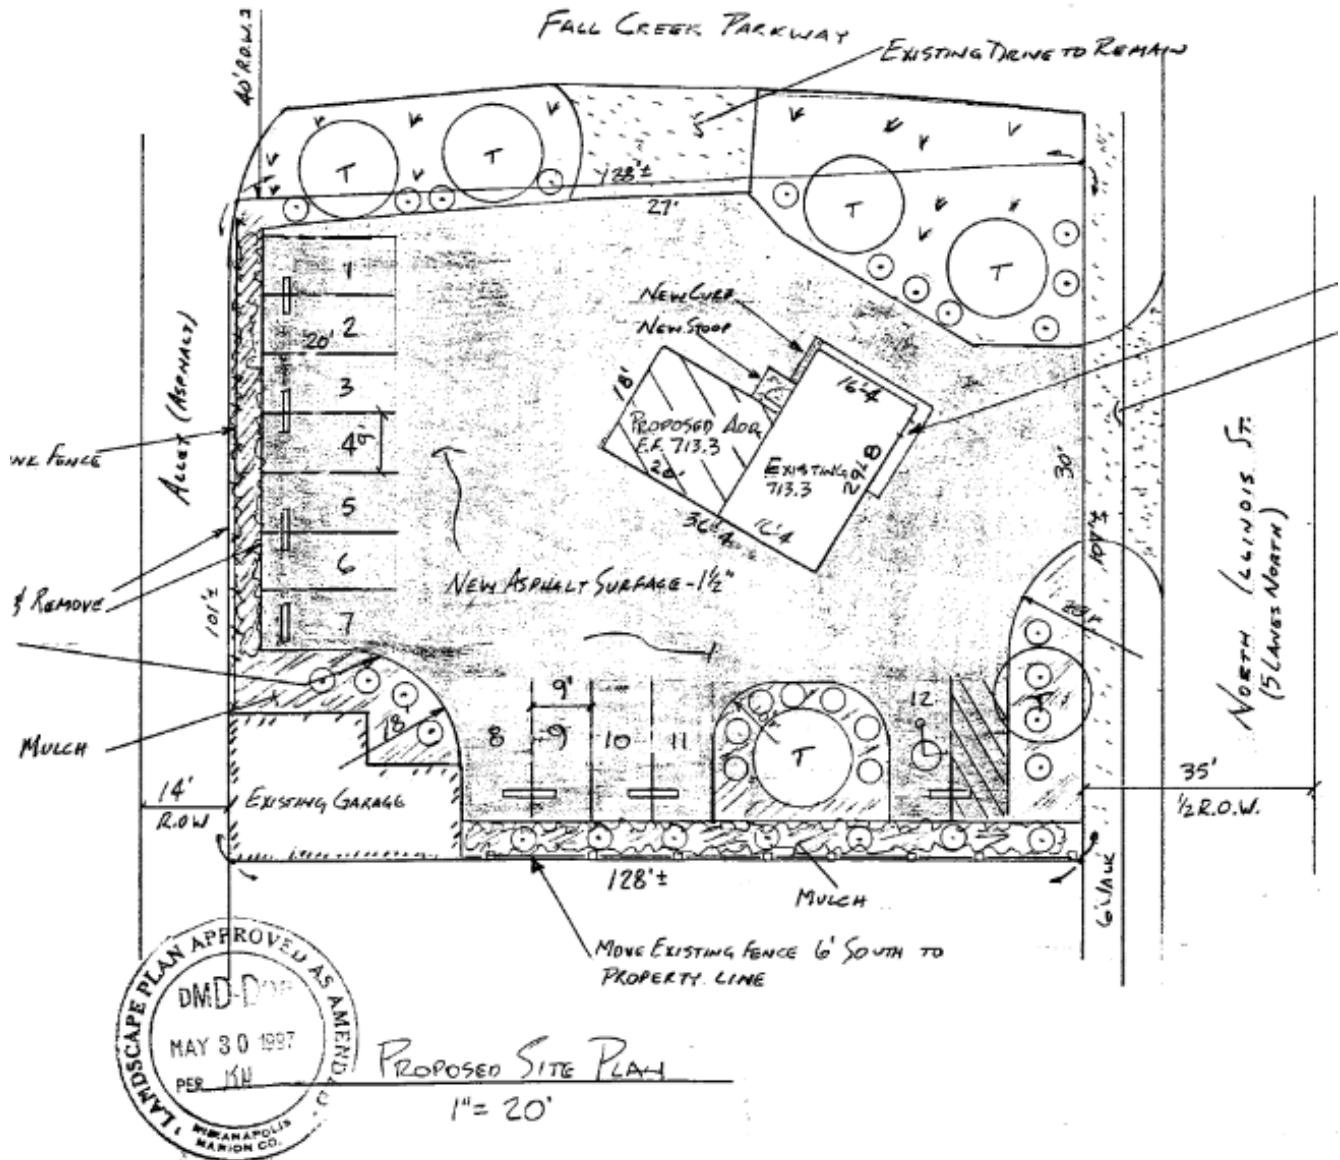 FALL CREEK PARKWAY
EXISTING DRIVE TO REMAIN
40' R.O.W.
T
T
128'±
27'
T
T
1
2
20'
3
4
9'
5
6
7
NEW CURB
NEW STOOP
18'
16'-4
PROPOSED ADD.
F.F. 713.3
EXISTING
713.3
36'-4
16'-4
30'
ALLEY (ASPHALT)
NK FENCE
& REMOVE
101'±
NEW ASPHALT SURFACE - 1½"
NORTH ILLINOIS ST.
(5 LANES NORTH)
MULCH
18'
9'
8
9
10
11
12
T
EXISTING GARAGE
14'
R.O.W
35'
½ R.O.W.
6' WALK
128'±
MULCH
MOVE EXISTING FENCE 6' SOUTH TO
PROPERTY LINE
LANDSCAPE PLAN APPROVED AS AMENDED
MAY 30 1997
PER KH
INDIANAPOLIS
MARION CO.
PROPOSED SITE PLAN
1" = 20'